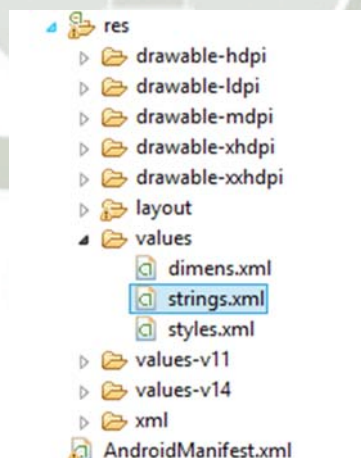 res
drawable-hdpi
drawable-ldpi
drawable-mdpi
drawable-xhdpi
drawable-xxhdpi
layout
values
dimens.xml
strings.xml
styles.xml
values-v11
values-v14
xml
AndroidManifest.xml